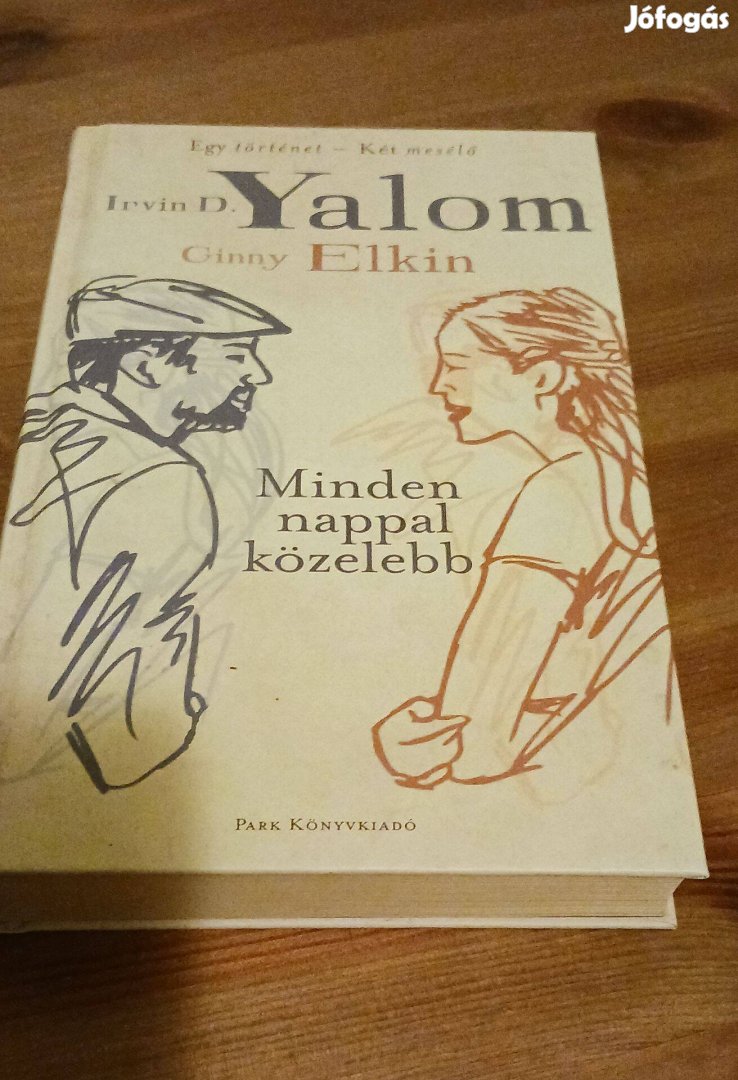 Jófogás
Egy történet – Két mesélő
Irvin D. Yalom
Ginny Elkin
Minden
nappal
közelebb
Park Könyvkiadó